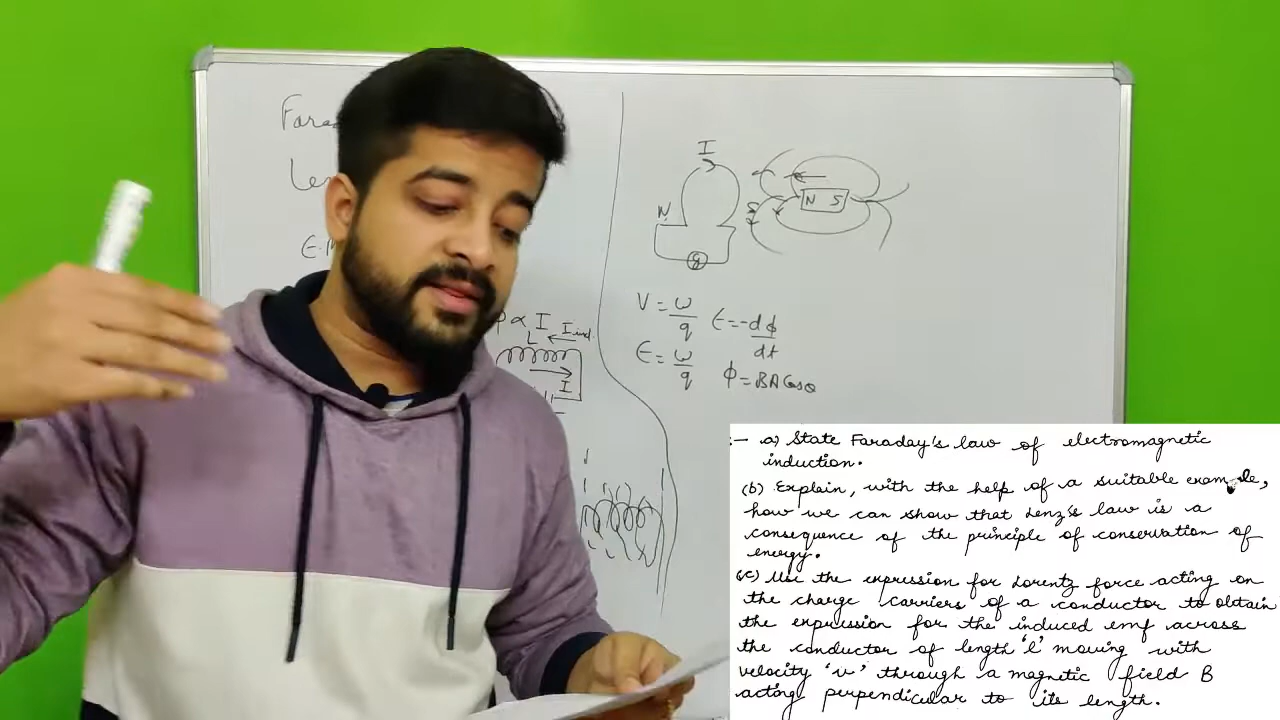 Fara
Len
E.M
φ ∝ I
L
I ind
I
I
N
S
N S
g
V = ω/q
ε = -dφ/dt
ε = ω/q
φ = BA Cosθ
:- a) State Faraday's law of electromagnetic
induction.
(b) Explain, with the help of a suitable example,
how we can show that Lenz's law is a
consequence of the principle of conservation of
energy.
(c) Use the expression for Lorentz force acting on
the charge carriers of a conductor to obtain
the expression for the induced emf across
the conductor of length 'l' moving with
velocity 'v' through a magnetic field B
acting perpendicular to its length.